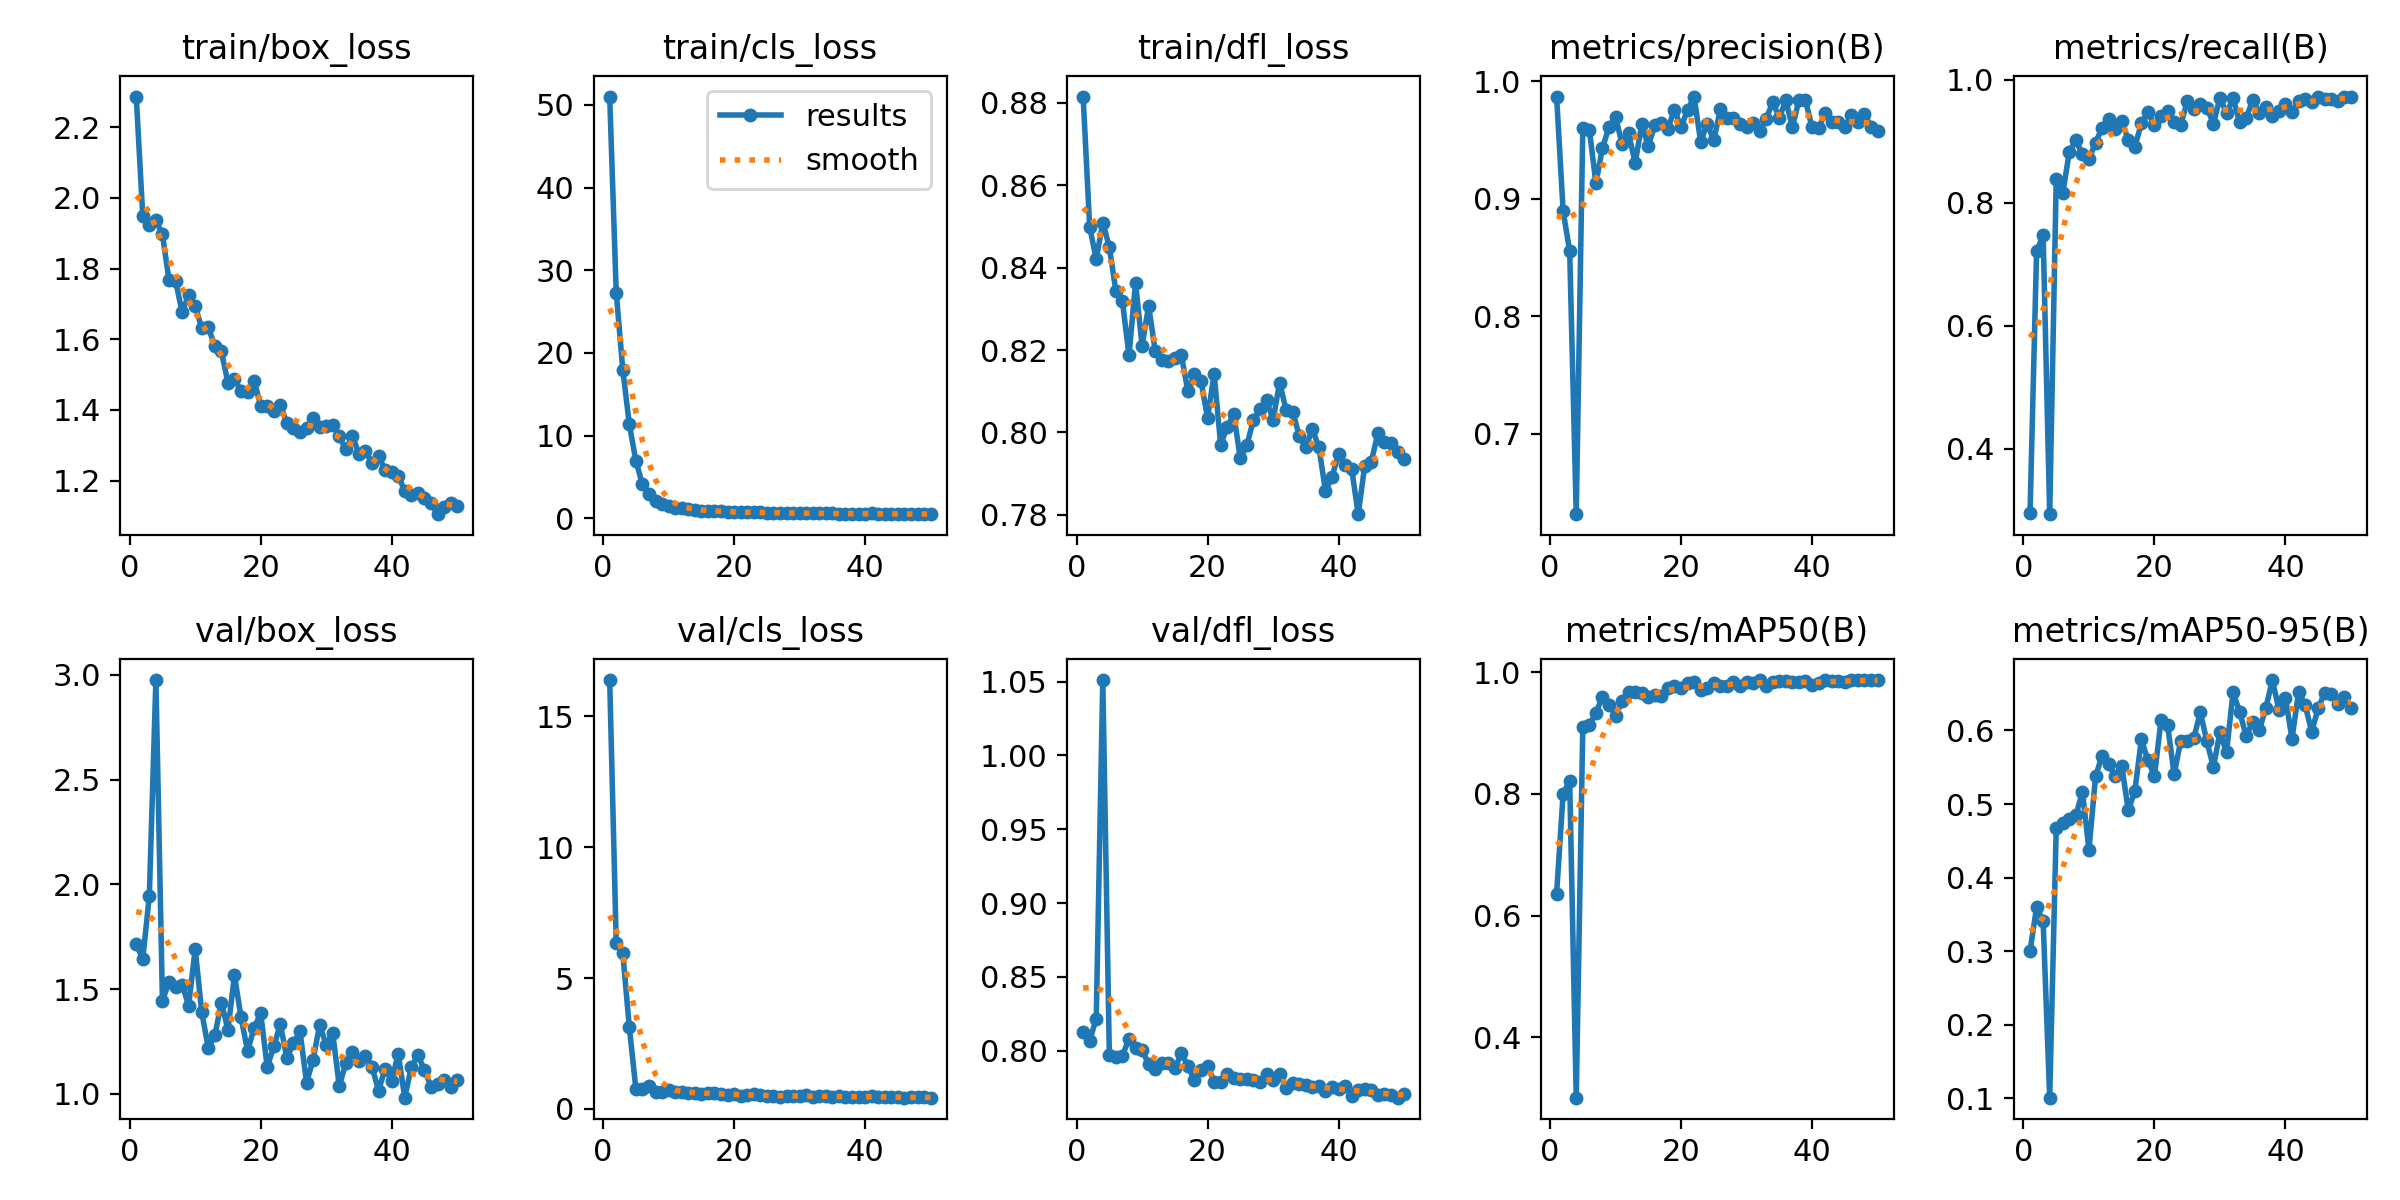 train/box_loss
2.2
2.0
1.8
1.6
1.4
1.2
0 20 40
train/cls_loss
results
smooth
50
40
30
20
10
0
0 20 40
train/dfl_loss
0.88
0.86
0.84
0.82
0.80
0.78
0 20 40
metrics/precision(B)
1.0
0.9
0.8
0.7
0 20 40
metrics/recall(B)
1.0
0.8
0.6
0.4
0 20 40
val/box_loss
3.0
2.5
2.0
1.5
1.0
0 20 40
val/cls_loss
15
10
5
0
0 20 40
val/dfl_loss
1.05
1.00
0.95
0.90
0.85
0.80
0 20 40
metrics/mAP50(B)
1.0
0.8
0.6
0.4
0 20 40
metrics/mAP50-95(B)
0.6
0.5
0.4
0.3
0.2
0.1
0 20 40